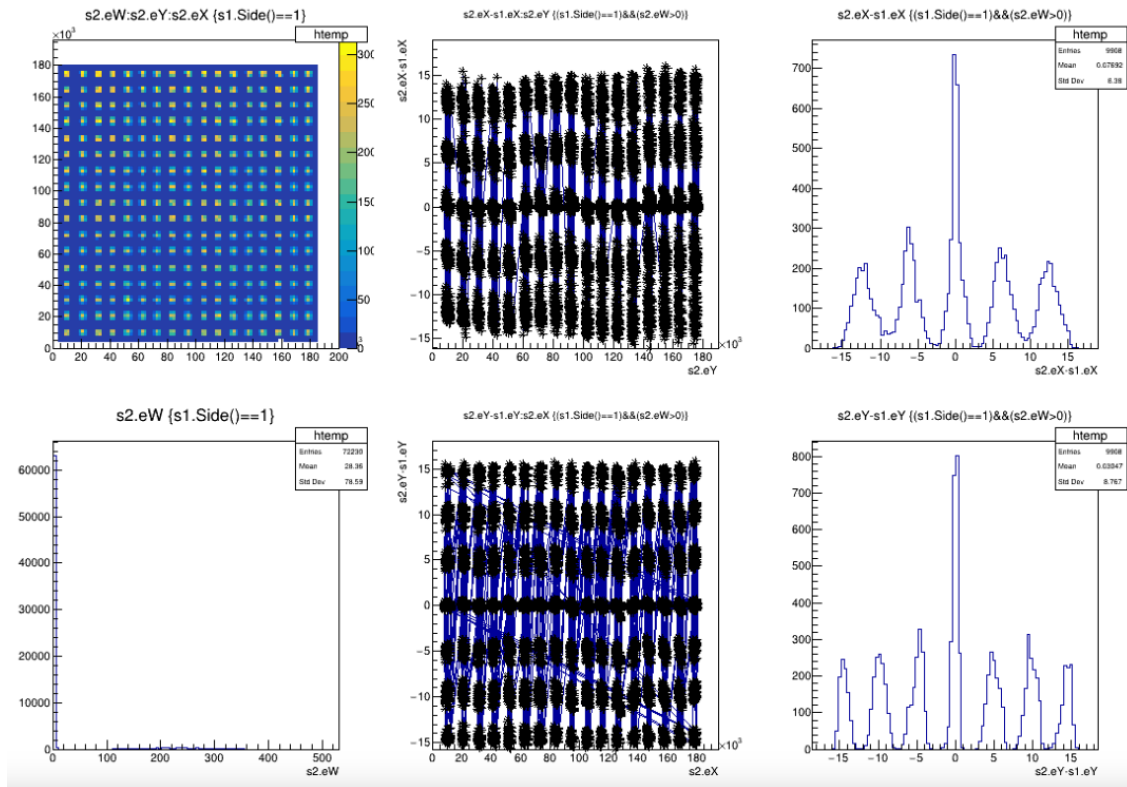 s2.eW:s2.eY:s2.eX {s1.Side()==1}
htemp
×10³
180
160
140
120
100
80
60
40
20
0
0 20 40 60 80 100 120 140 160 180 200
300
250
200
150
100
50
s2.eX-s1.eX:s2.eY {(s1.Side()==1)&&(s2.eW>0)}
s2.eX-s1.eX
15
10
5
0
−5
−10
−15
0 20 40 60 80 100 120 140 160 180
×10³
s2.eY
s2.eX-s1.eX {(s1.Side()==1)&&(s2.eW>0)}
htemp
Entries 9908
Mean 0.07692
Std Dev 8.38
700
600
500
400
300
200
100
0
−15 −10 −5 0 5 10 15
s2.eX-s1.eX
s2.eW {s1.Side()==1}
htemp
Entries 72230
Mean 28.36
Std Dev 78.59
60000
50000
40000
30000
20000
10000
0
0 100 200 300 400 500
s2.eW
s2.eY-s1.eY:s2.eX {(s1.Side()==1)&&(s2.eW>0)}
s2.eY-s1.eY
15
10
5
0
−5
−10
−15
0 20 40 60 80 100 120 140 160 180
×10³
s2.eX
s2.eY-s1.eY {(s1.Side()==1)&&(s2.eW>0)}
htemp
Entries 9908
Mean 0.03047
Std Dev 8.767
800
700
600
500
400
300
200
100
0
−15 −10 −5 0 5 10 15
s2.eY-s1.eY